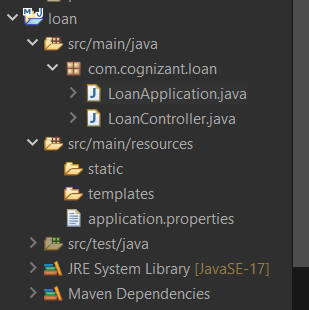 loan
src/main/java
com.cognizant.loan
LoanApplication.java
LoanController.java
src/main/resources
static
templates
application.properties
src/test/java
JRE System Library [JavaSE-17]
Maven Dependencies